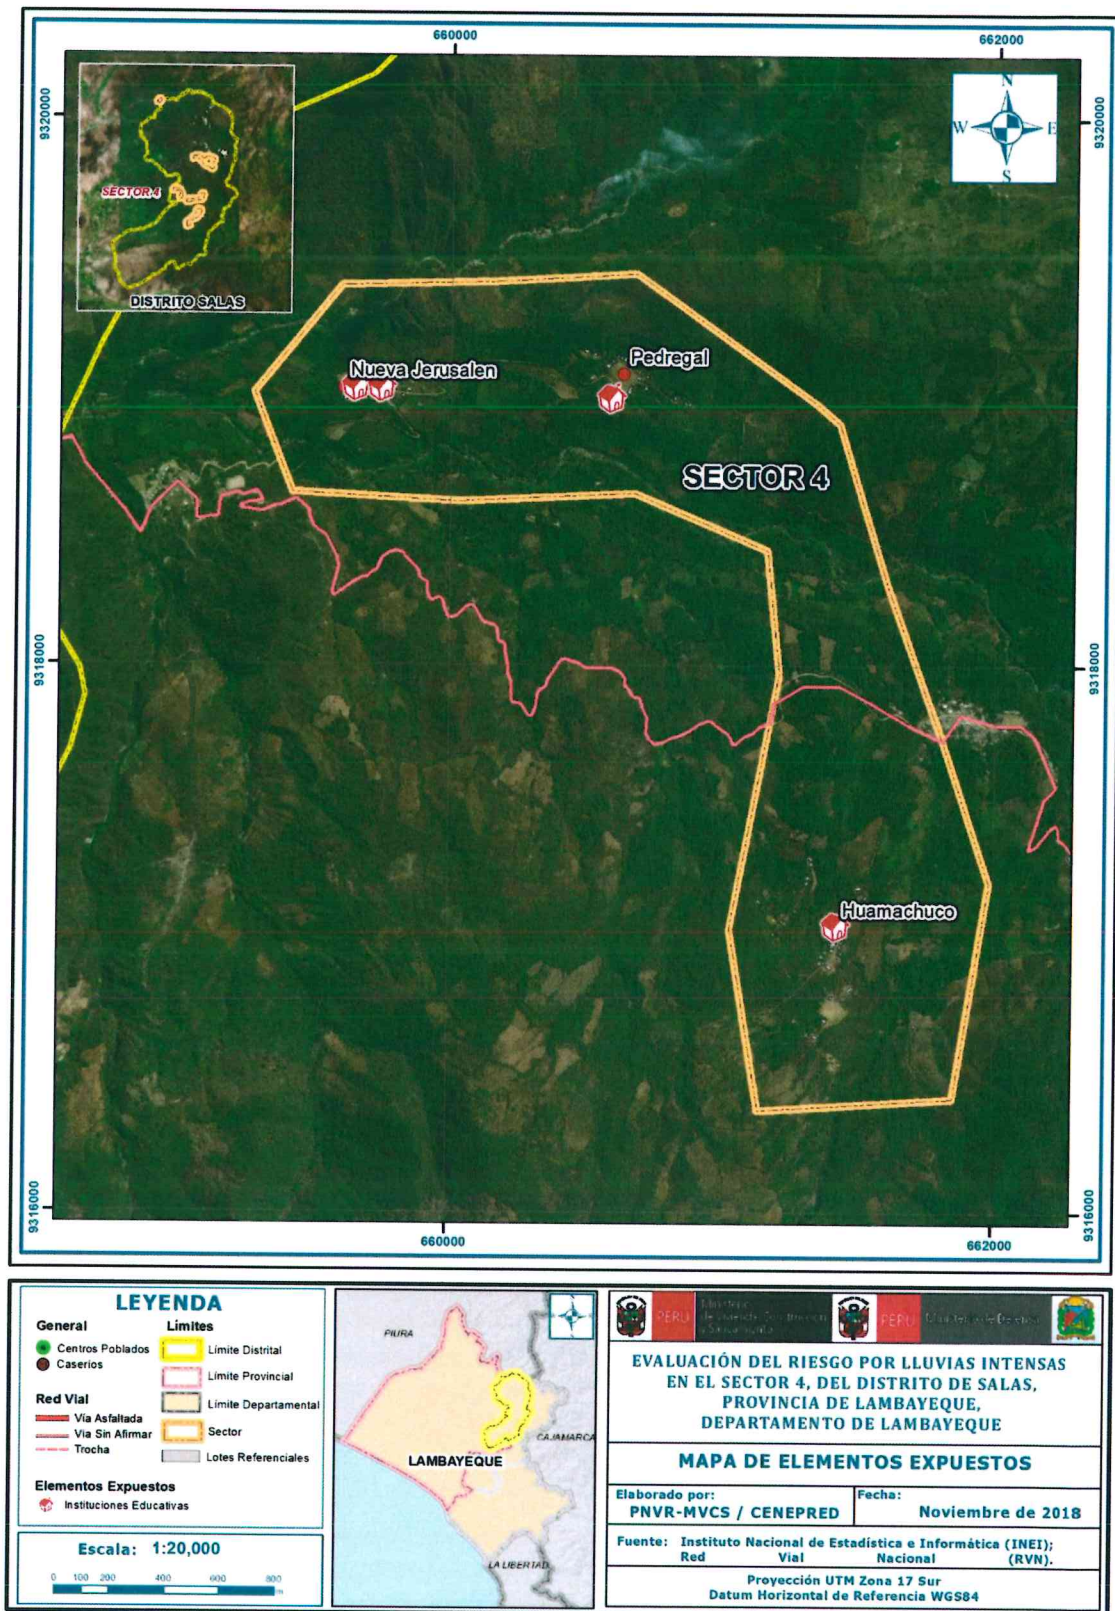 660000
662000
9320000
9320000
N
W
E
S
SECTOR 4
DISTRITO SALAS
Nueva Jerusalen
Pedregal
SECTOR 4
9318000
9318000
Huamachuco
9316000
9316000
660000
662000
LEYENDA
General
Centros Poblados
Caserios
Red Vial
Vía Asfaltada
Via Sin Afirmar
Trocha
Elementos Expuestos
Instituciones Educativas
Límites
Límite Distrital
Límite Provincial
Límite Departamental
Sector
Lotes Referenciales
Escala: 1:20,000
0 100 200 400 600 800
m
PIURA
CAJAMARCA
LAMBAYEQUE
LA LIBERTAD
PERÚ
PERÚ
EVALUACIÓN DEL RIESGO POR LLUVIAS INTENSAS
EN EL SECTOR 4, DEL DISTRITO DE SALAS,
PROVINCIA DE LAMBAYEQUE,
DEPARTAMENTO DE LAMBAYEQUE
MAPA DE ELEMENTOS EXPUESTOS
Elaborado por:
PNVR-MVCS / CENEPRED
Fecha:
Noviembre de 2018
Fuente: Instituto Nacional de Estadística e Informática (INEI);
Red Vial Nacional (RVN).
Proyección UTM Zona 17 Sur
Datum Horizontal de Referencia WGS84